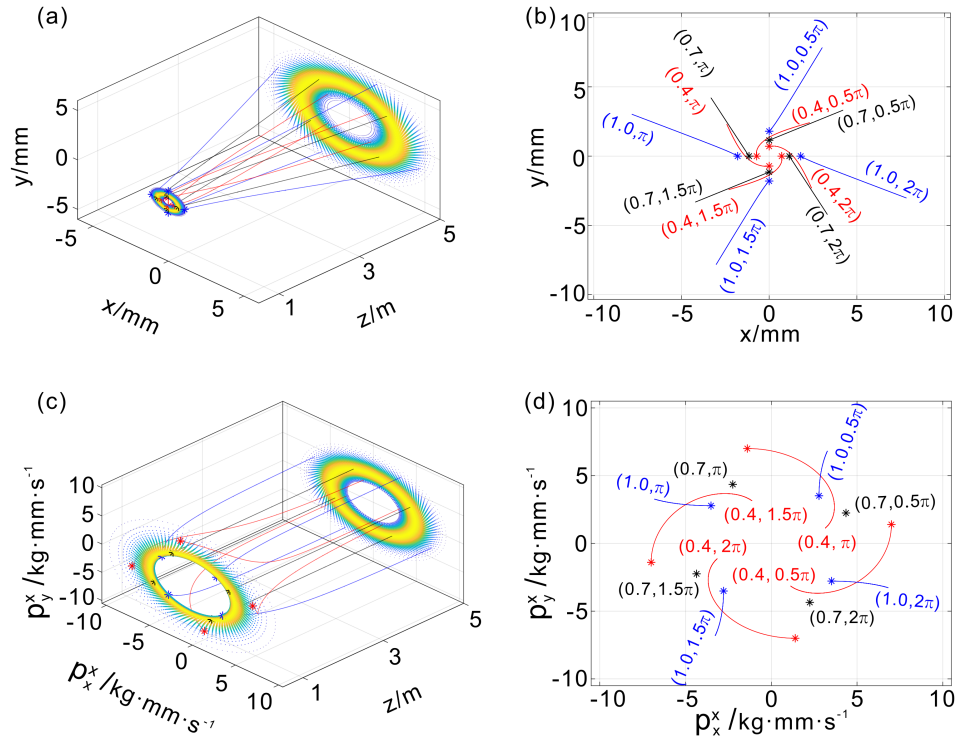 (a)
y/mm
5
0
-5
-5
0
5
x/mm
1
3
5
z/m
(b)
y/mm
10
5
0
-5
-10
-10
-5
0
5
10
x/mm
(0.7,π)
(0.4,π)
(1.0,π)
(1.0,0.5π)
(0.4,0.5π)
(0.7,0.5π)
(1.0,2π)
(0.4,2π)
(0.7,2π)
(0.7,1.5π)
(0.4,1.5π)
(1.0,1.5π)
(c)
p_y^x/kg·mm·s⁻¹
10
5
0
-5
-10
-10
-5
0
5
10
p_x^x/kg·mm·s⁻¹
1
3
5
z/m
(d)
p_y^x/kg·mm·s⁻¹
10
5
0
-5
-10
-10
-5
0
5
10
p_x^x/kg·mm·s⁻¹
(1.0,0.5π)
(0.7,π)
(1.0,π)
(0.7,0.5π)
(0.4, 1.5π)
(0.4, π)
(0.4, 2π)
(0.4, 0.5π)
(0.7,1.5π)
(1.0,2π)
(0.7,2π)
(1.0,1.5π)